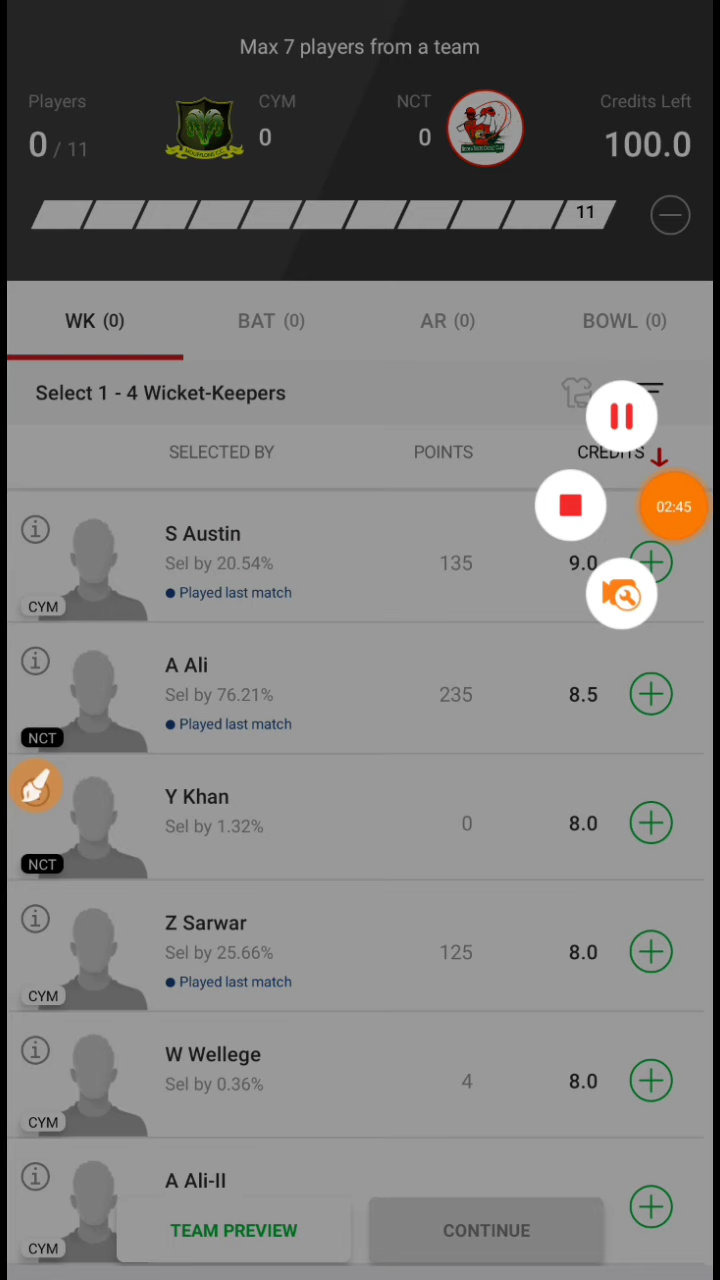 Max 7 players from a team
Players CYM NCT Credits Left
0 / 11 0 0 100.0
11
WK (0) BAT (0) AR (0) BOWL (0)
Select 1 - 4 Wicket-Keepers
SELECTED BY POINTS CREDITS
02:45
S Austin
Sel by 20.54% 135 9.0
Played last match
CYM
A Ali
Sel by 76.21% 235 8.5
Played last match
NCT
Y Khan
Sel by 1.32% 0 8.0
NCT
Z Sarwar
Sel by 25.66% 125 8.0
Played last match
CYM
W Wellege
Sel by 0.36% 4 8.0
CYM
A Ali-II
TEAM PREVIEW CONTINUE
CYM